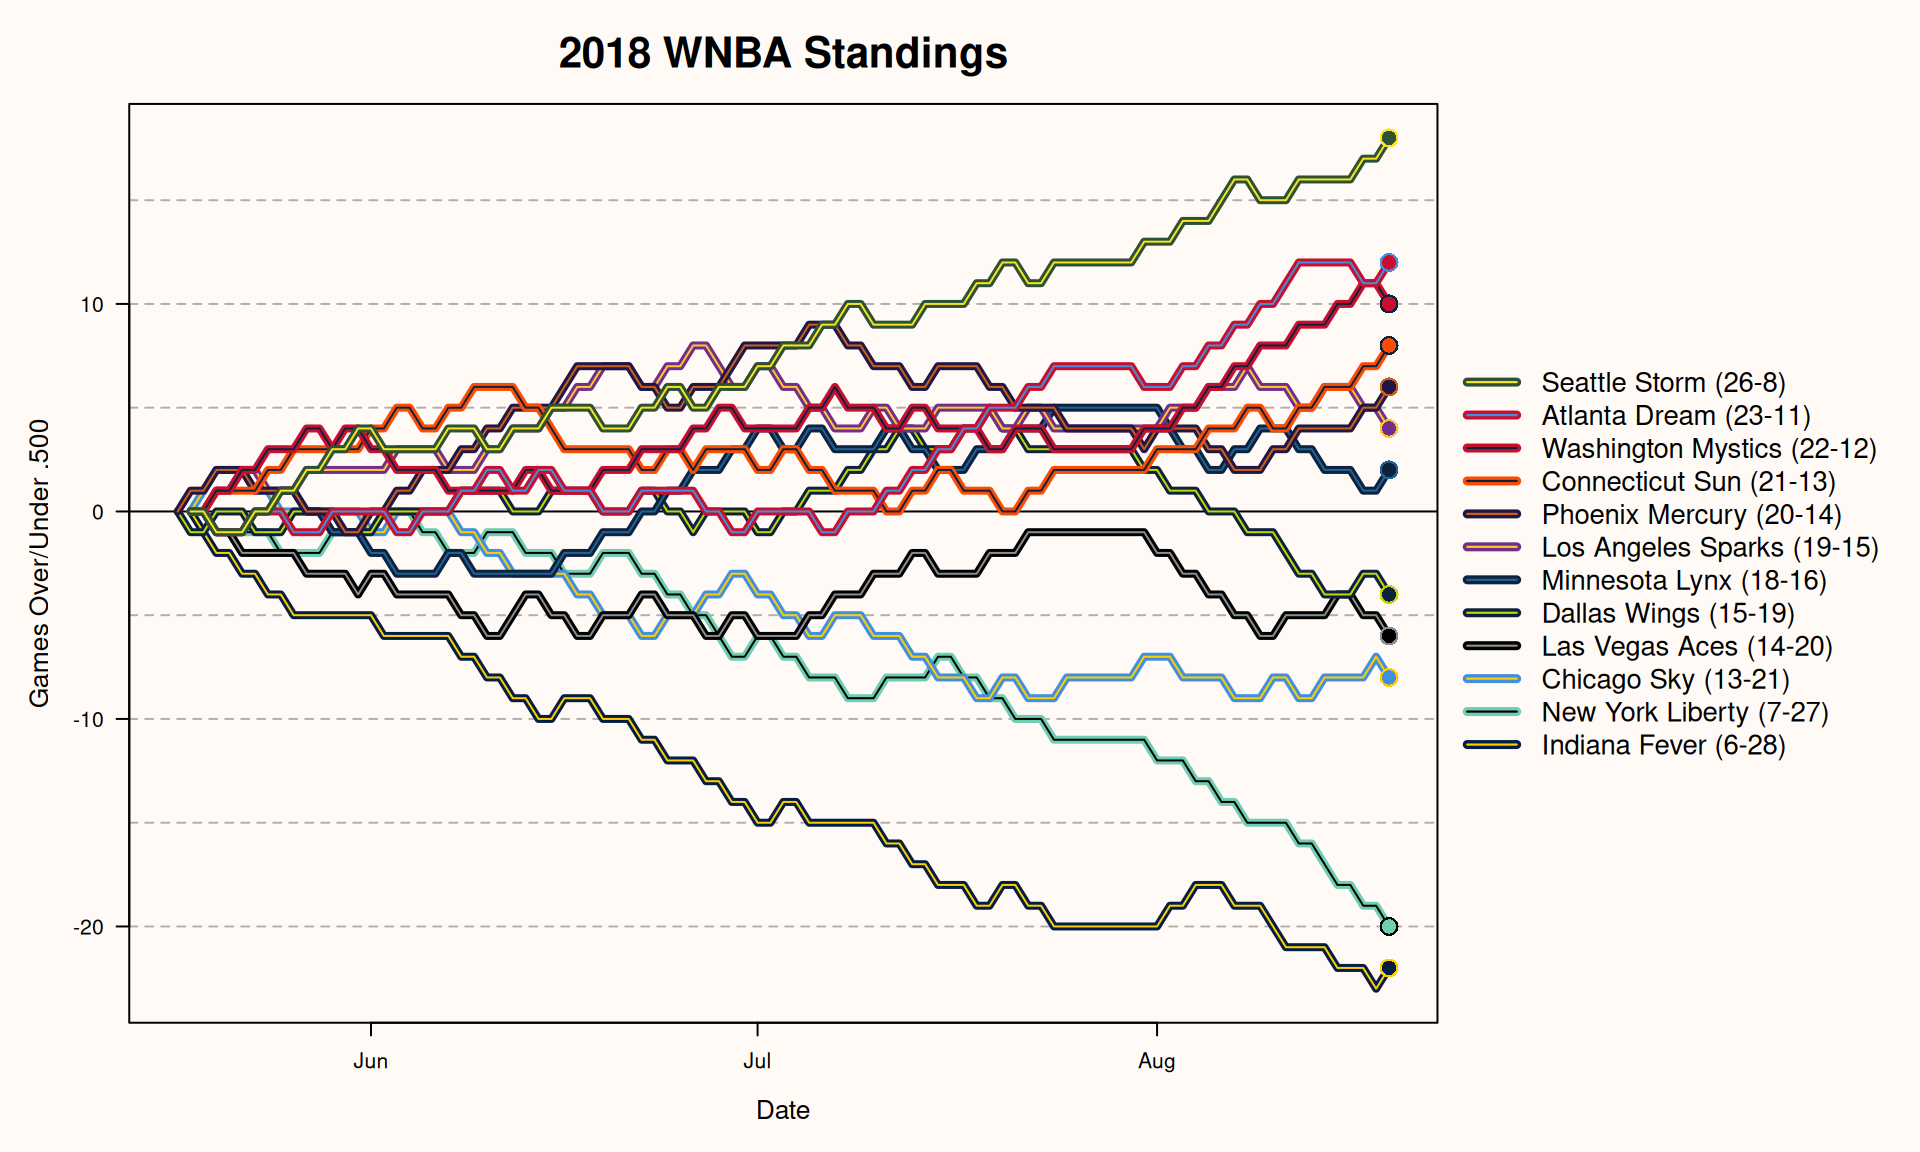 2018 WNBA Standings
Games Over/Under .500
10
0
-10
-20
Jun
Jul
Aug
Date
Seattle Storm (26-8)
Atlanta Dream (23-11)
Washington Mystics (22-12)
Connecticut Sun (21-13)
Phoenix Mercury (20-14)
Los Angeles Sparks (19-15)
Minnesota Lynx (18-16)
Dallas Wings (15-19)
Las Vegas Aces (14-20)
Chicago Sky (13-21)
New York Liberty (7-27)
Indiana Fever (6-28)